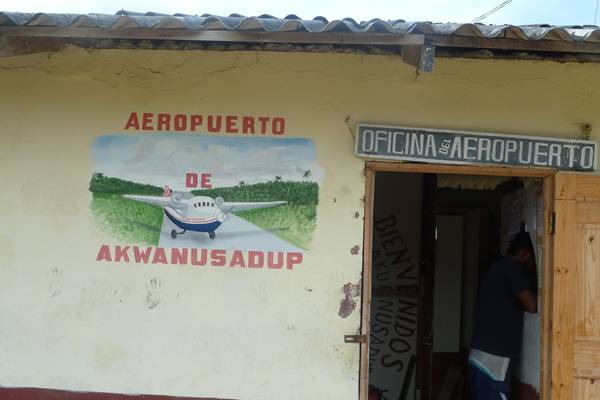 AEROPUERTO
DE
AKWANUSADUP
OFICINA DEL AEROPUERTO
BIENVENIDOS